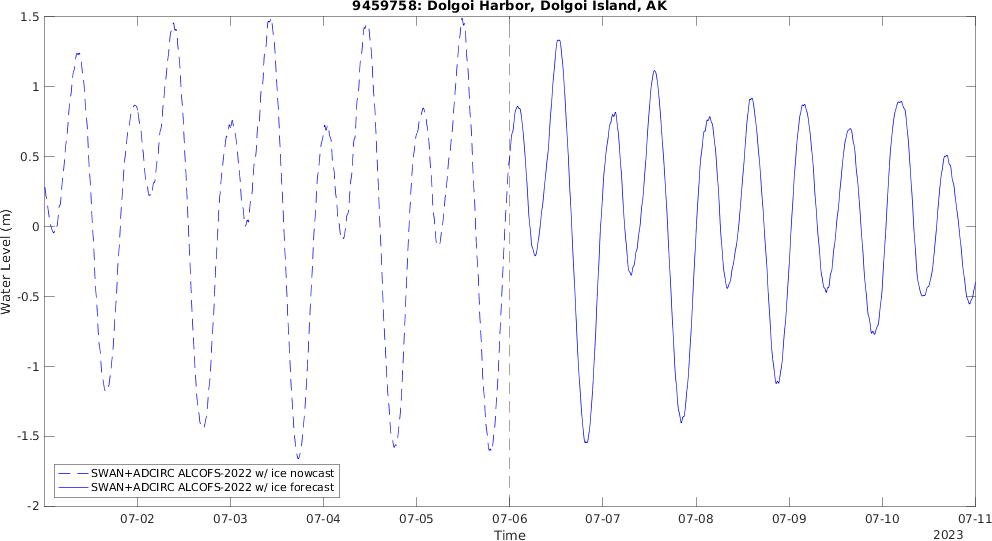 9459758: Dolgoi Harbor, Dolgoi Island, AK
1.5
1
0.5
0
-0.5
-1
-1.5
-2
Water Level (m)
SWAN+ADCIRC ALCOFS-2022 w/ ice nowcast
SWAN+ADCIRC ALCOFS-2022 w/ ice forecast
07-02 07-03 07-04 07-05 07-06 07-07 07-08 07-09 07-10 07-11
Time
2023